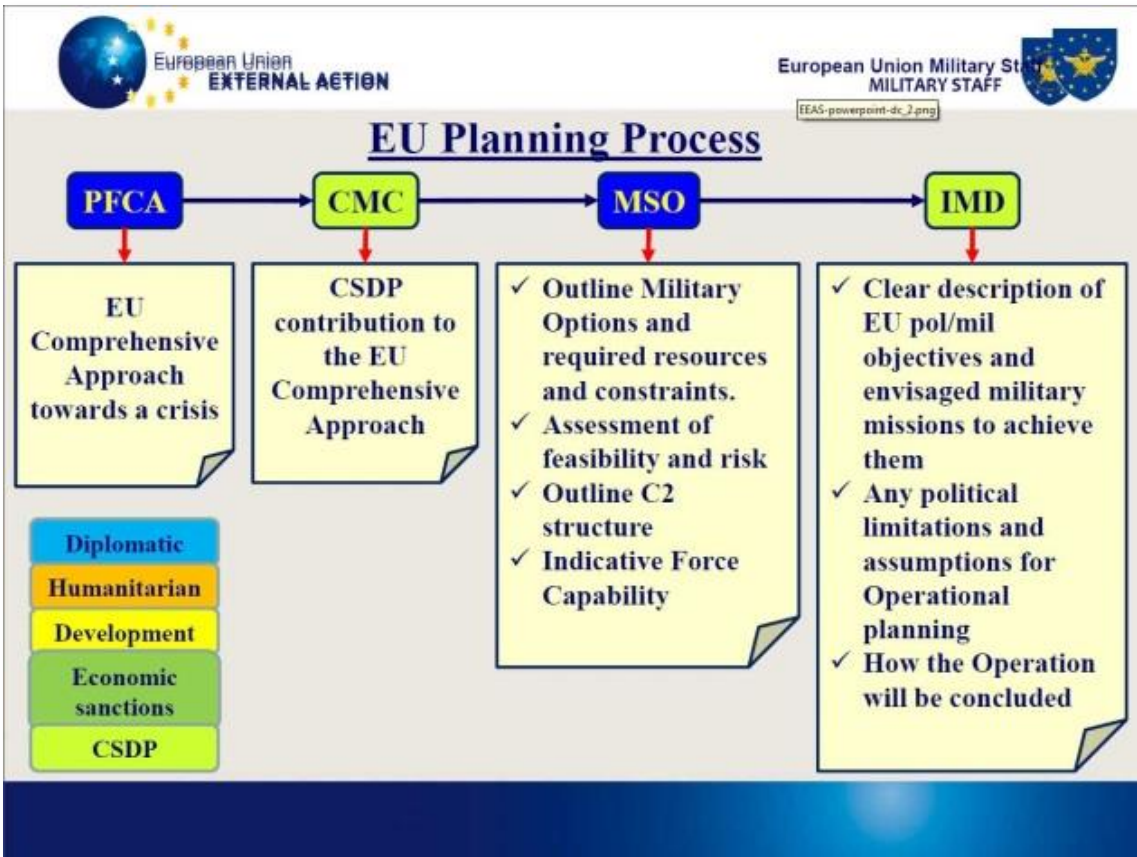 European Union
EXTERNAL ACTION
European Union Military Staff
MILITARY STAFF
EEAS-powerpoint-dc_2.png
EU Planning Process
PFCA
CMC
MSO
IMD
EU
Comprehensive
Approach
towards a crisis
CSDP
contribution to
the EU
Comprehensive
Approach
✓ Outline Military
Options and
required resources
and constraints.
✓ Assessment of
feasibility and risk
✓ Outline C2
structure
✓ Indicative Force
Capability
✓ Clear description of
EU pol/mil
objectives and
envisaged military
missions to achieve
them
✓ Any political
limitations and
assumptions for
Operational
planning
✓ How the Operation
will be concluded
Diplomatic
Humanitarian
Development
Economic
sanctions
CSDP